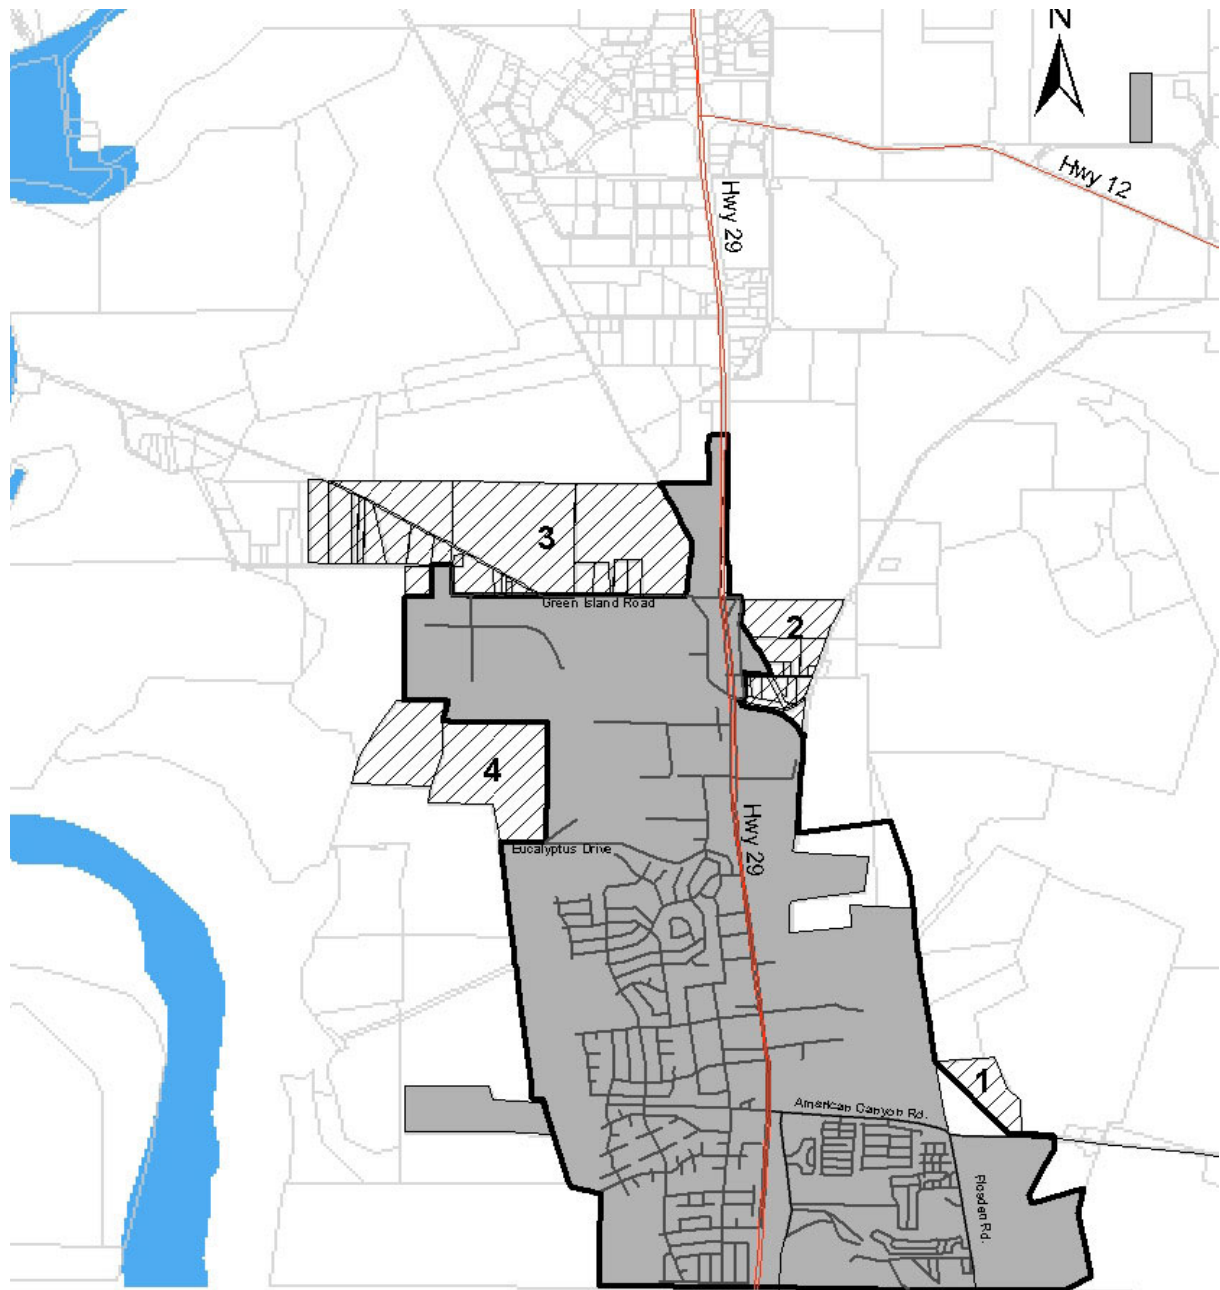 N
Hwy 12
Hwy 29
3
Green Island Road
2
4
Hwy 29
Eucalyptus Drive
1
American Canyon Rd.
Flosden Rd.